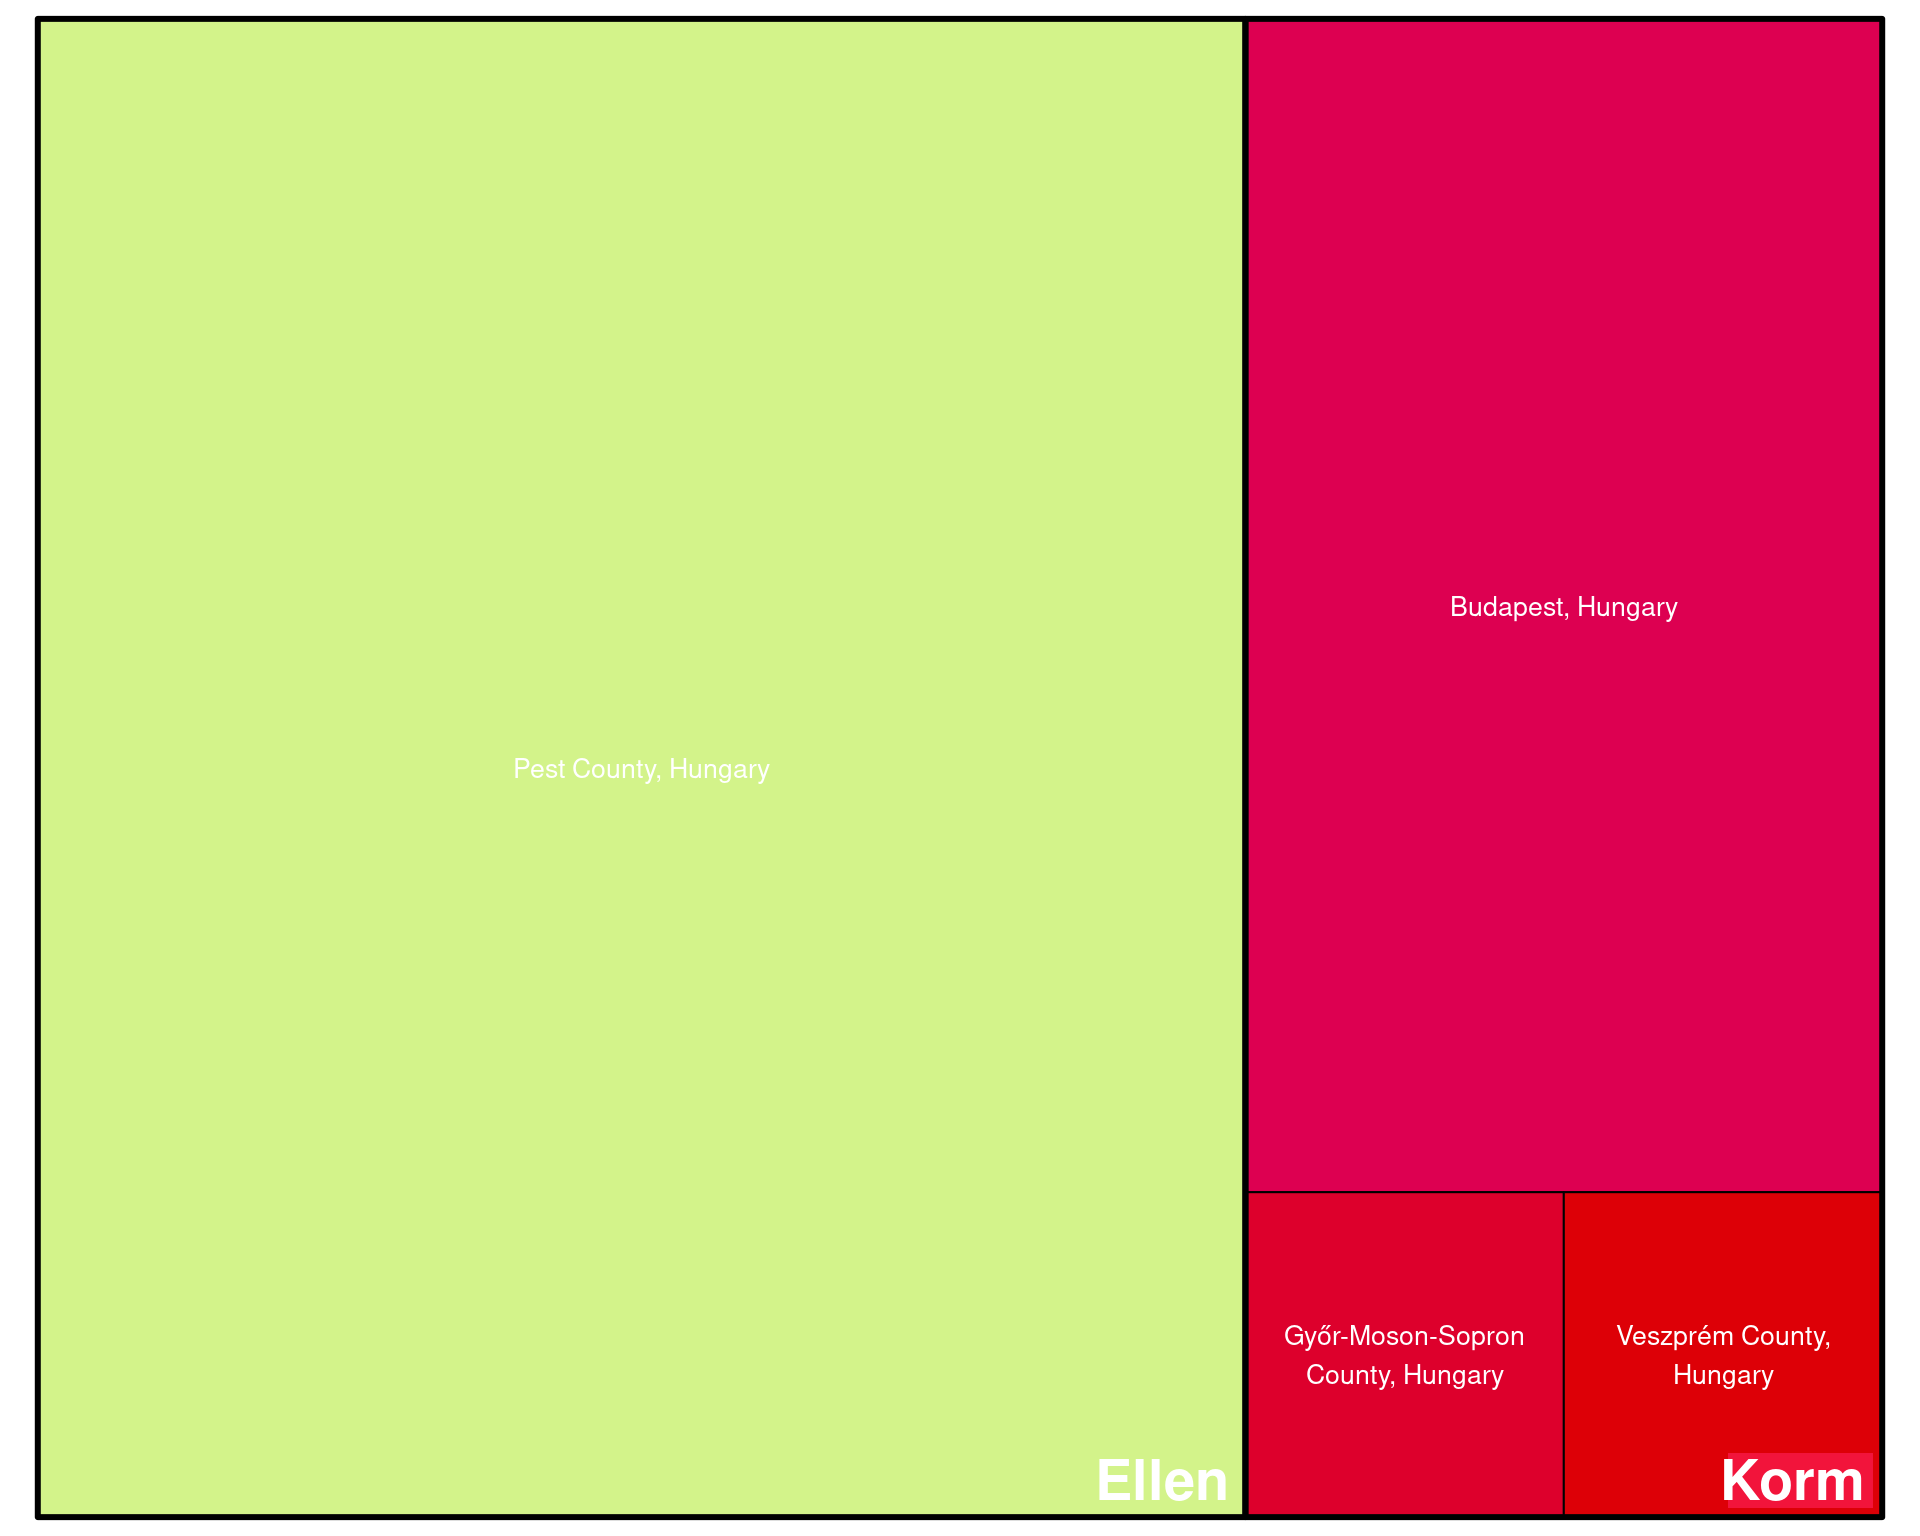 Pest County, Hungary
Ellen
Budapest, Hungary
Győr-Moson-Sopron
County, Hungary
Veszprém County,
Hungary
Korm